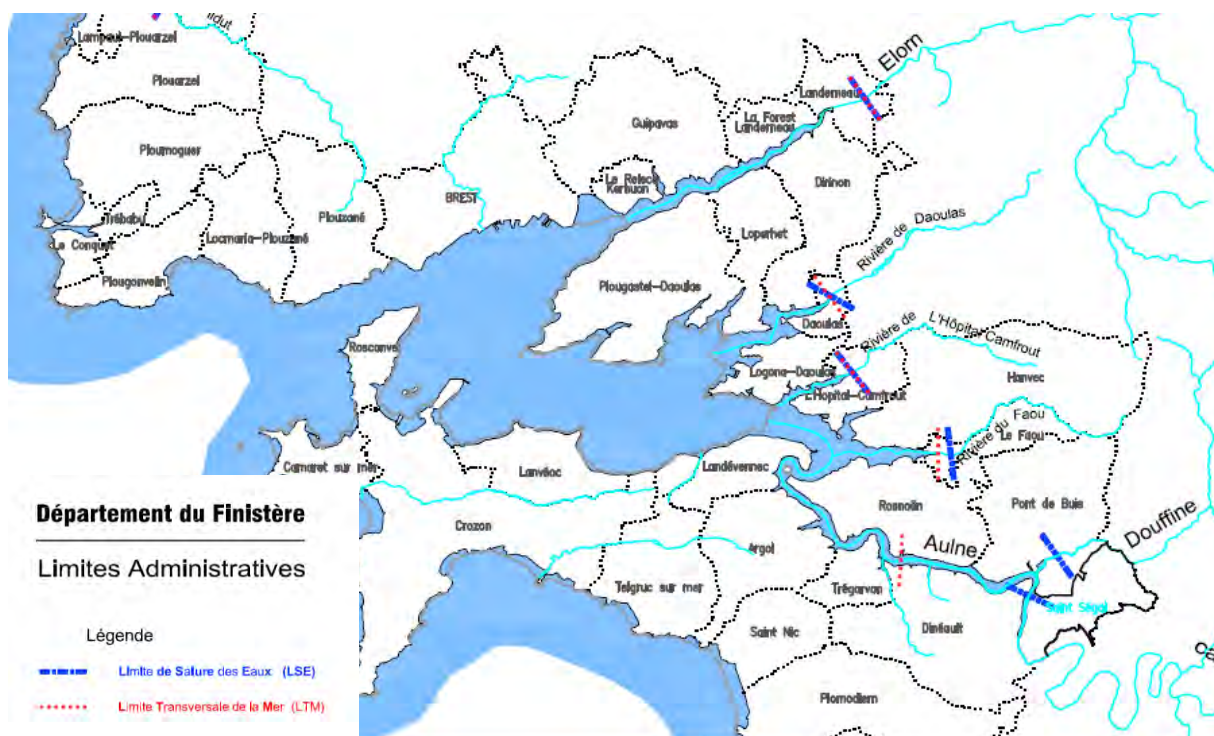 Lampaul-Plouarzel
Ildut
Plouarzel
Ploumoguer
Trébabu
Le Conquet
Plougonvelin
Locmaria-Plouzané
Plouzané
BREST
Guipavas
Le Relecq
Kerhuon
La Forest
Landerneau
Landerneau
Elorn
Dirinon
Loperhet
Plougastel-Daoulas
Rivière de Daoulas
Daoulas
Rivière de L'Hôpital Camfrout
Logona-Daoulas
L'Hopital-Camfrout
Hanvec
Roscanvel
Camaret sur mer
Lanvéoc
Landévennec
Rivière du Faou
Le Faou
Rosnoën
Pont de Buis
Douffine
Crozon
Argol
Aulne
Telgruc sur mer
Trégarvan
Saint Ségal
Saint Nic
Dinéault
Plomodiern
Département du Finistère
Limites Administratives
Légende
Limite de Salure des Eaux (LSE)
Limite Transversale de la Mer (LTM)